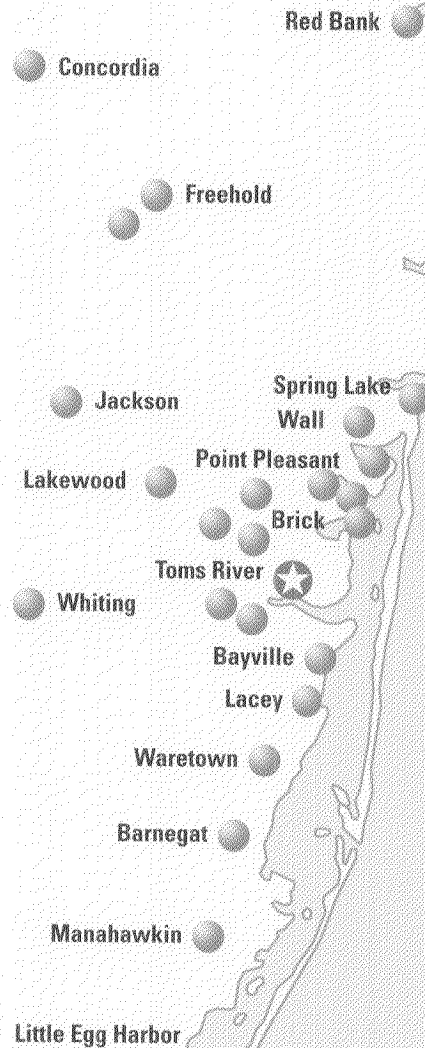 Red Bank
Concordia
Freehold
Spring Lake
Jackson
Wall
Point Pleasant
Lakewood
Brick
Toms River
Whiting
Bayville
Lacey
Waretown
Barnegat
Manahawkin
Little Egg Harbor